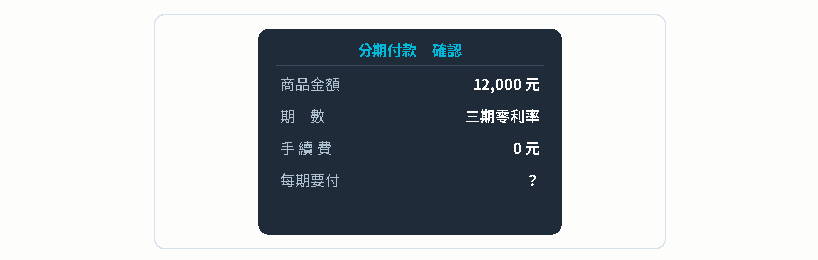 分期付款　確認
商品金額 12,000 元
期　數 三期零利率
手 續 費 0 元
每期要付 ？